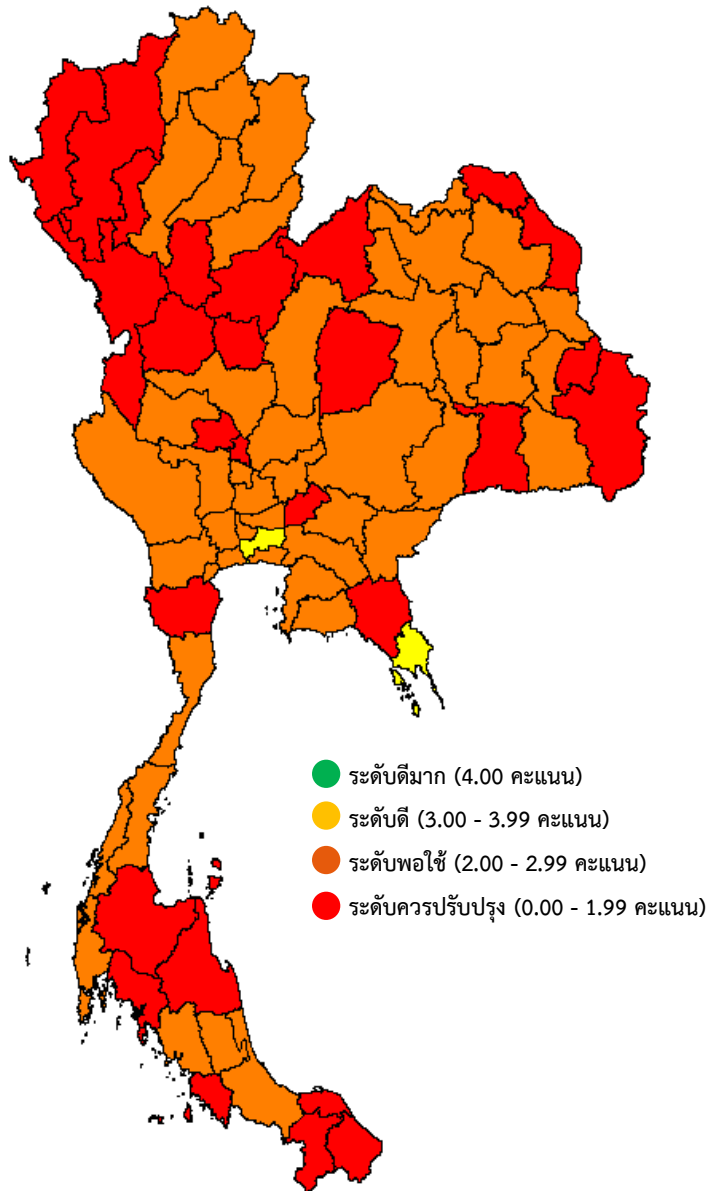 ระดับดีมาก (4.00 คะแนน)
ระดับดี (3.00 - 3.99 คะแนน)
ระดับพอใช้ (2.00 - 2.99 คะแนน)
ระดับควรปรับปรุง (0.00 - 1.99 คะแนน)